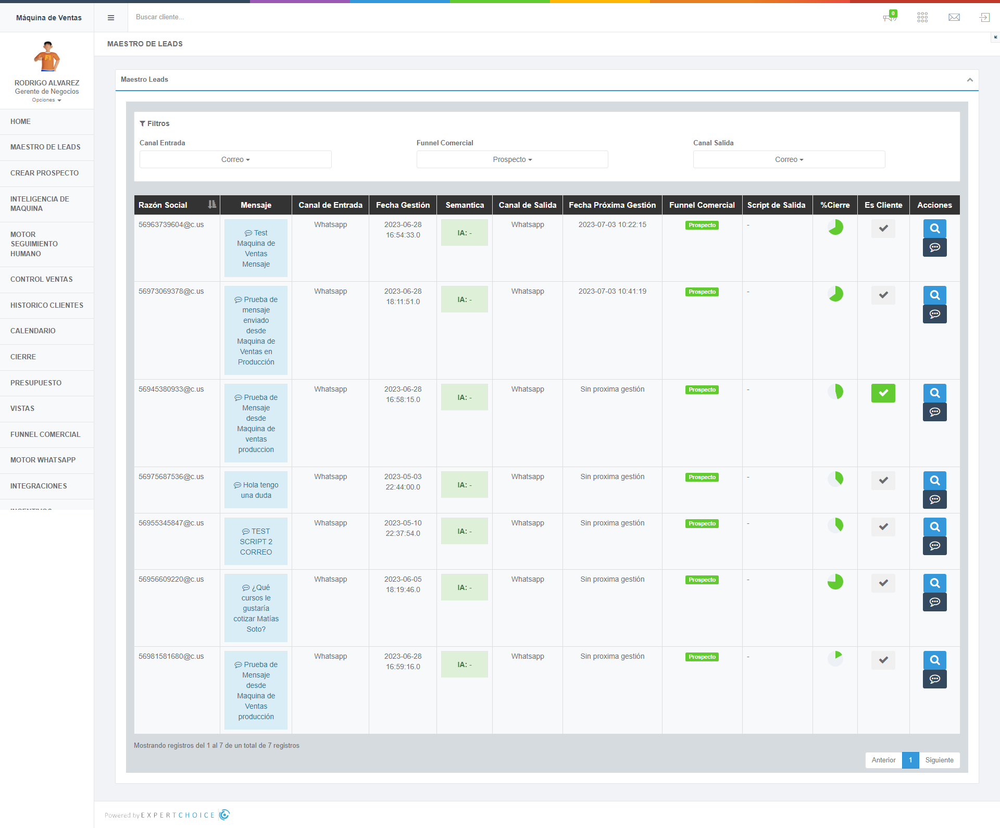 Máquina de Ventas
Buscar cliente...
0
RODRIGO ALVAREZ
Gerente de Negocios
Opciones
HOME
MAESTRO DE LEADS
CREAR PROSPECTO
INTELIGENCIA DE
MAQUINA
MOTOR
SEGUIMIENTO
HUMANO
CONTROL VENTAS
HISTORICO CLIENTES
CALENDARIO
CIERRE
PRESUPUESTO
VISTAS
FUNNEL COMERCIAL
MOTOR WHATSAPP
INTEGRACIONES
MAESTRO DE LEADS
Maestro Leads
Filtros
Canal Entrada Funnel Comercial Canal Salida
Correo Prospecto Correo
Razón Social Mensaje Canal de Entrada Fecha Gestión Semantica Canal de Salida Fecha Próxima Gestión Funnel Comercial Script de Salida %Cierre Es Cliente Acciones
56963739604@c.us Whatsapp 2023-06-28 Whatsapp 2023-07-03 10:22:15 Prospecto -
Test 16:54:33.0 IA: -
Maquina de
Ventas
Mensaje
56973069378@c.us Whatsapp 2023-06-28 Whatsapp 2023-07-03 10:41:19 Prospecto -
Prueba de 18:11:51.0 IA: -
mensaje
enviado
desde
Maquina de
Ventas en
Producción
56945380933@c.us Whatsapp 2023-06-28 Whatsapp Sin proxima gestión Prospecto -
Prueba de 16:58:15.0 IA: -
Mensaje
desde
Maquina de
ventas
produccion
56975687536@c.us Whatsapp 2023-05-03 Whatsapp Sin proxima gestión Prospecto -
Hola tengo 22:44:00.0 IA: -
una duda
56955345847@c.us Whatsapp 2023-05-10 Whatsapp Sin proxima gestión Prospecto -
TEST 22:37:54.0 IA: -
SCRIPT 2
CORREO
56956609220@c.us Whatsapp 2023-06-05 Whatsapp Sin proxima gestión Prospecto -
¿Qué 18:19:46.0 IA: -
cursos le
gustaría
cotizar Matías
Soto?
56981581680@c.us Whatsapp 2023-06-28 Whatsapp Sin proxima gestión Prospecto -
Prueba de 16:59:16.0 IA: -
Mensaje
desde
Maquina de
Ventas
producción
Mostrando registros del 1 al 7 de un total de 7 registros
Anterior 1 Siguiente
Powered by EXPERTCHOICE